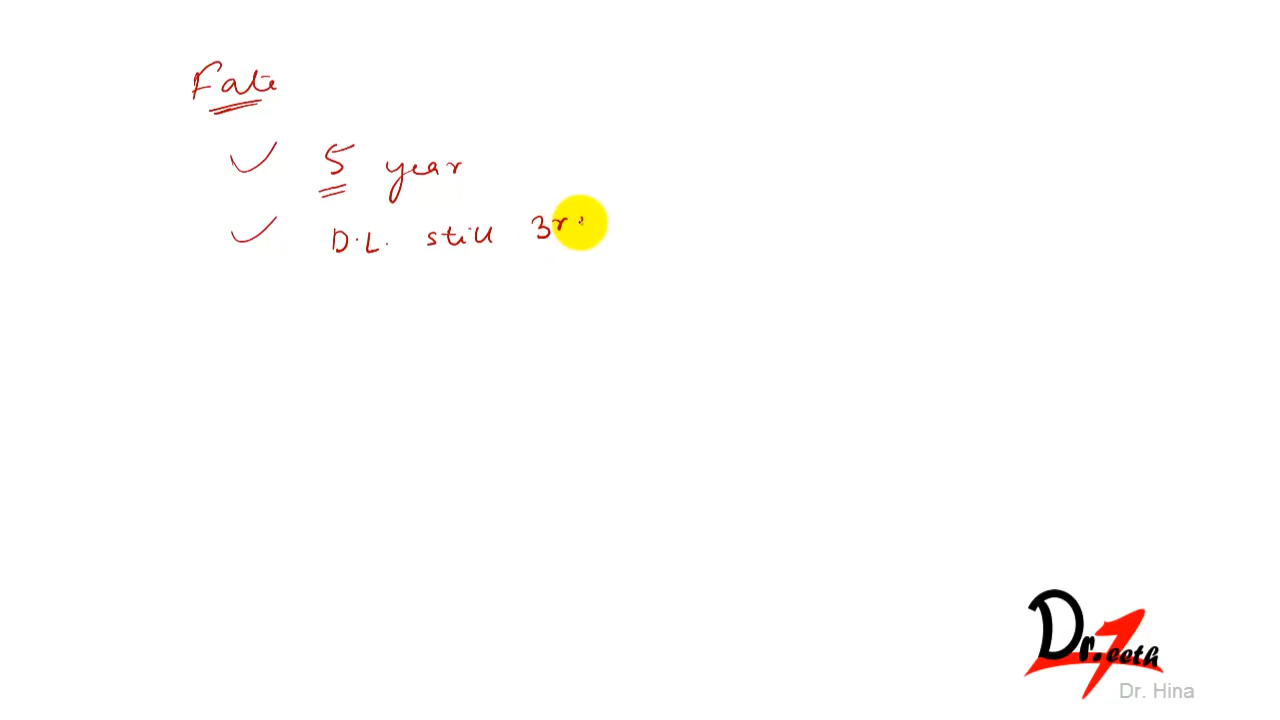 Fate
5 year
D.L. still 3r
Dr. Teeth
Dr. Hina